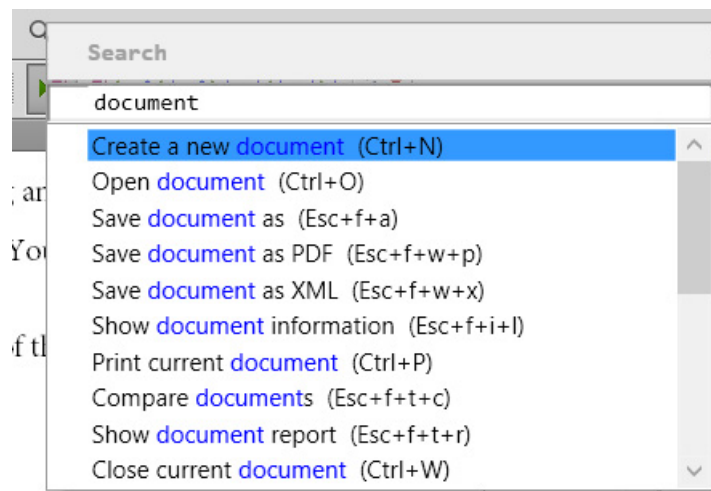 Search
document
Create a new document (Ctrl+N)
Open document (Ctrl+O)
Save document as (Esc+f+a)
Save document as PDF (Esc+f+w+p)
Save document as XML (Esc+f+w+x)
Show document information (Esc+f+i+I)
Print current document (Ctrl+P)
Compare documents (Esc+f+t+c)
Show document report (Esc+f+t+r)
Close current document (Ctrl+W)